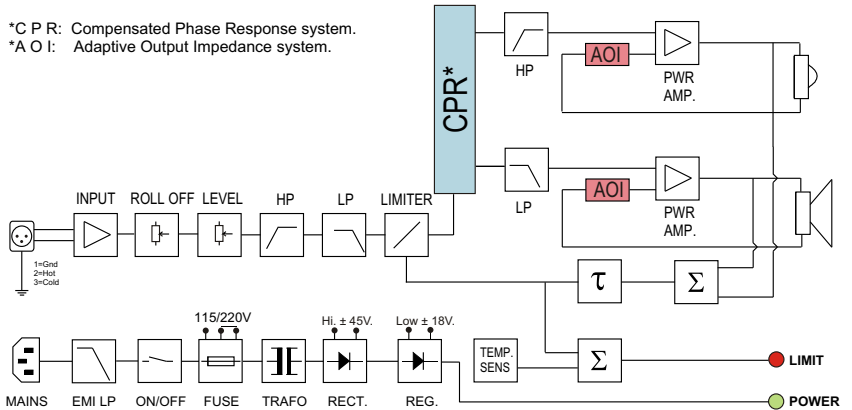 *C P R: Compensated Phase Response system.
*A O I: Adaptive Output Impedance system.
CPR*
HP
AOI
PWR
AMP.
LP
AOI
PWR
AMP.
INPUT ROLL OFF LEVEL HP LP LIMITER
1=Gnd
2=Hot
3=Cold
τ Σ
115/220V Hi. ± 45V. Low ± 18V.
TEMP.
SENS
Σ
LIMIT
MAINS EMI LP ON/OFF FUSE TRAFO RECT. REG. POWER